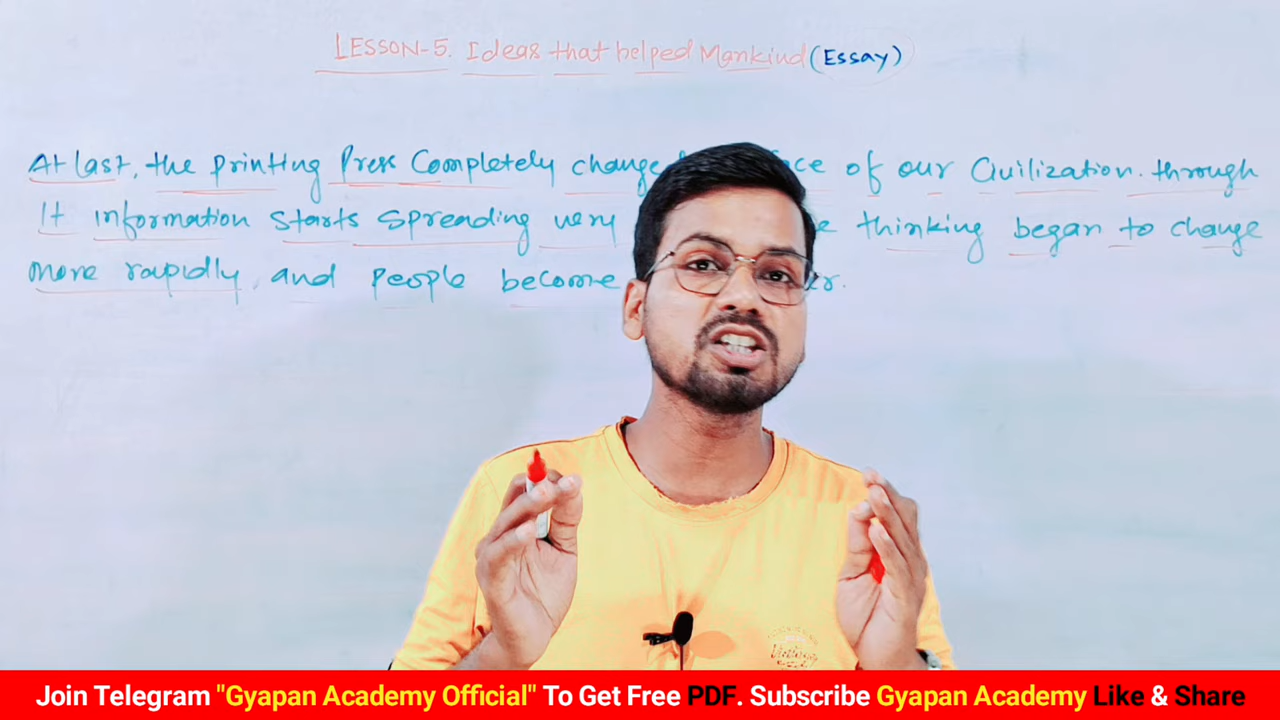 LESSON-5. Ideas that helped Mankind (Essay)
At last, the printing Press Completely change of our Civilization. through
It information starts spreading very thinking began to change
more rapidly, and people become
Join Telegram "Gyapan Academy Official" To Get Free PDF. Subscribe Gyapan Academy Like & Share